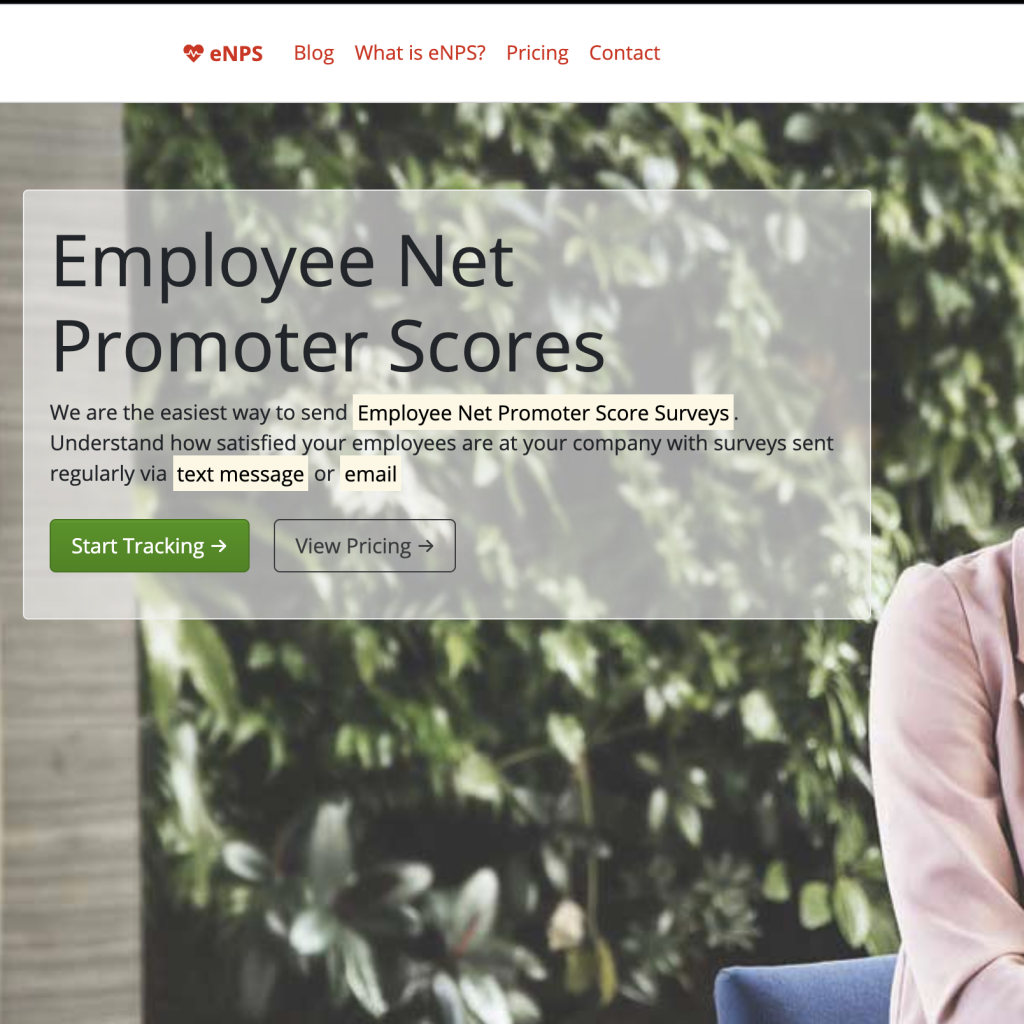 eNPS Blog What is eNPS? Pricing Contact
Employee Net
Promoter Scores
We are the easiest way to send Employee Net Promoter Score Surveys.
Understand how satisfied your employees are at your company with surveys sent
regularly via text message or email
Start Tracking → View Pricing →